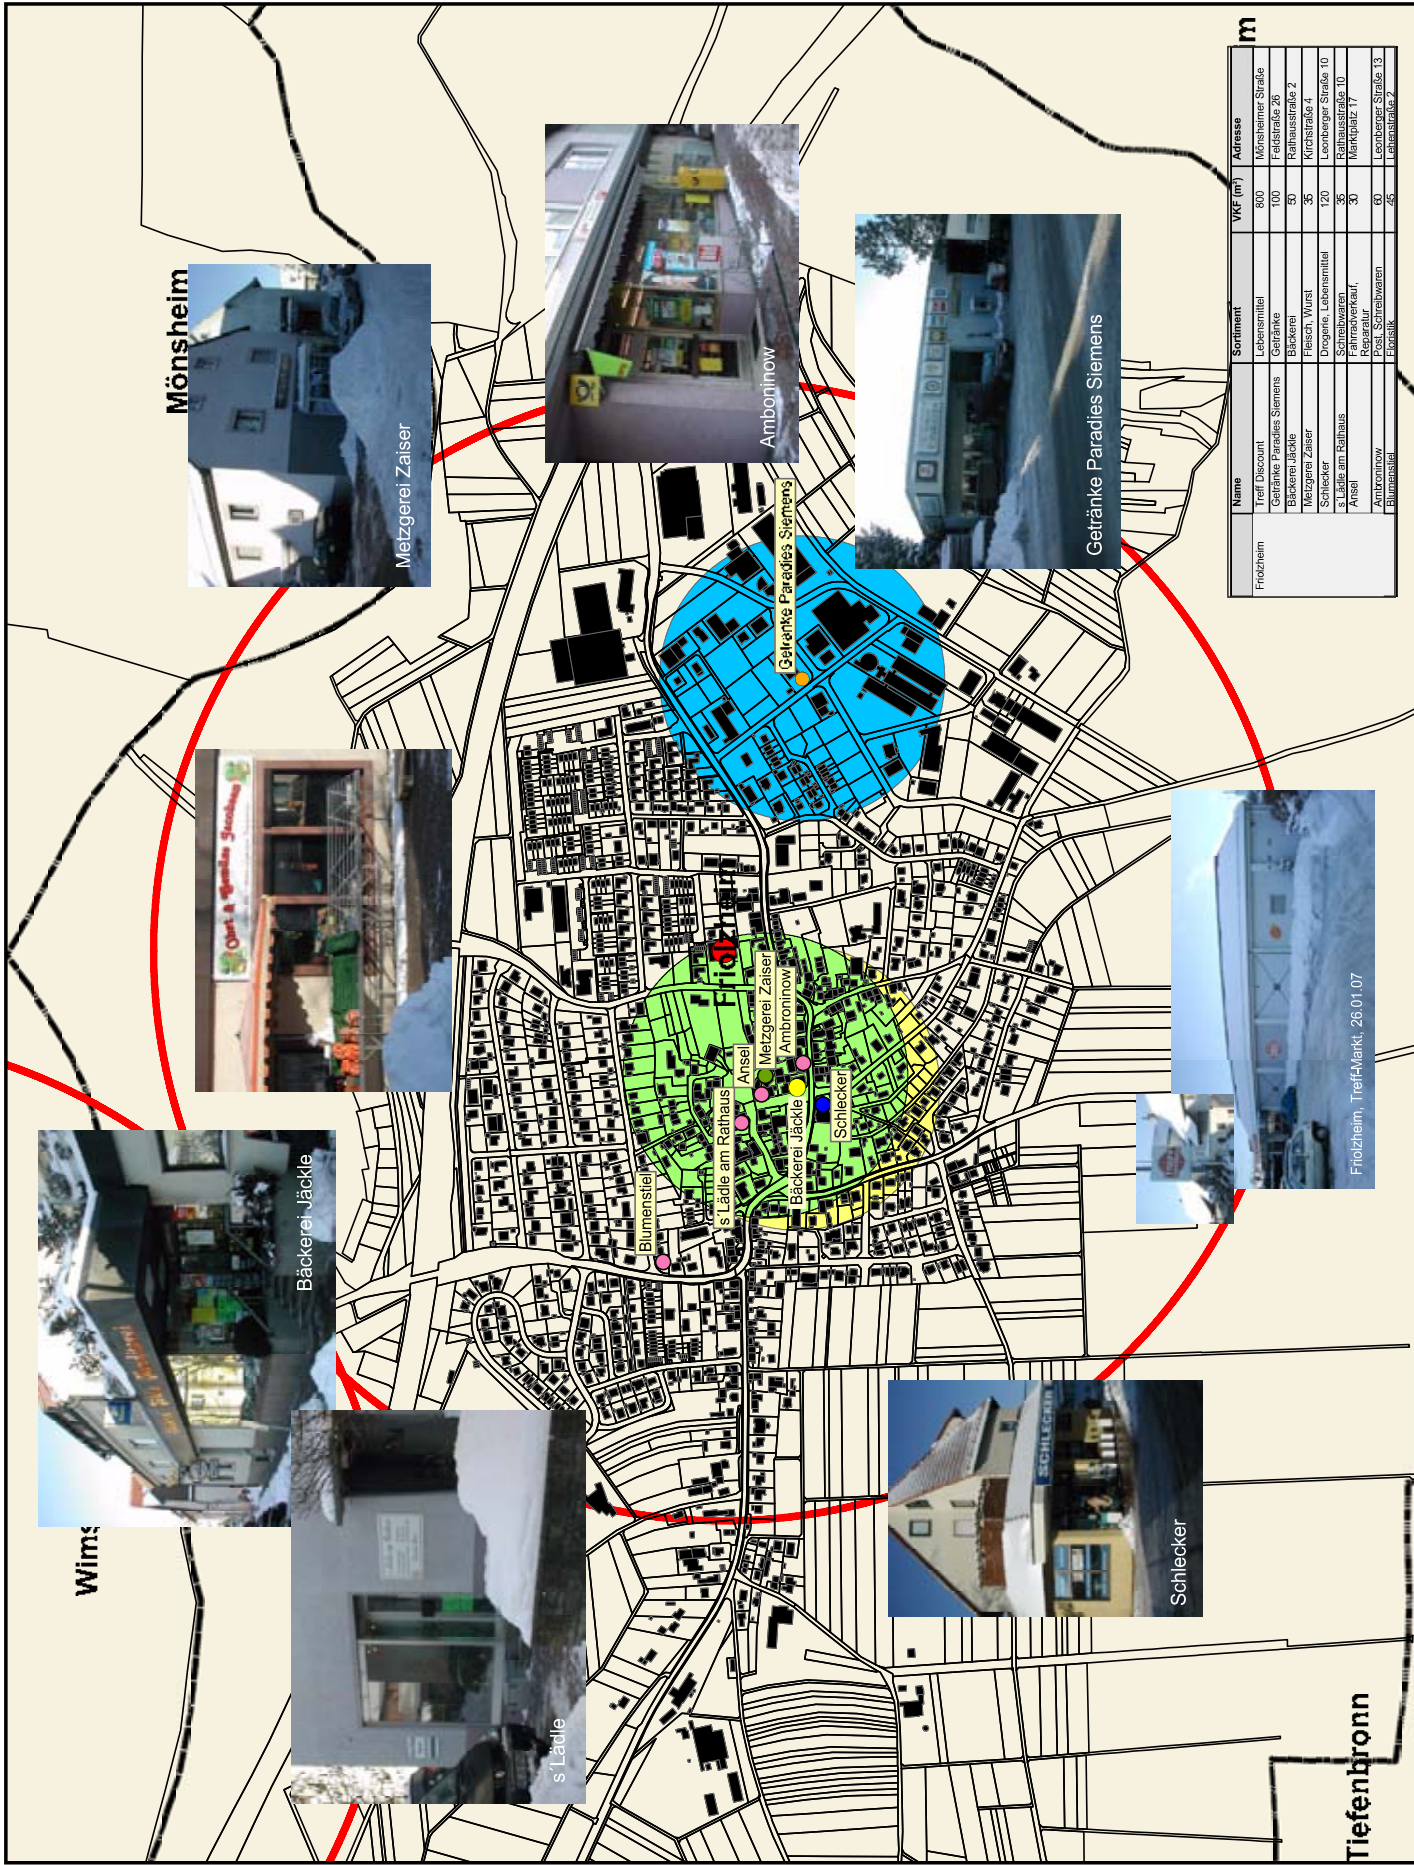 Mönsheim
Wims
Tiefenbronn
im
Friolzheim
Metzgerei Zaiser
Amboninow
Getränke Paradies Siemens
Bäckerei Jäckle
s´Lädle
Schlecker
SCHLECKER
Friolzheim, Treff-Markt, 26.01.07
Getränke Paradies Siemens
Metzgerei Zaiser
Ambroninow
Ansel
s´Lädle am Rathaus
Bäckerei Jäckle
Schlecker
Blumenstiel
Name Sortiment VKF (m²) Adresse
Friolzheim Treff Discount Lebensmittel 800 Mönsheimer Straße
Getränke Paradies Siemens Getränke 100 Feldstraße 26
Bäckerei Jäckle Bäckerei 50 Rathausstraße 2
Metzgerei Zaiser Fleisch, Wurst 35 Kirchstraße 4
Schlecker Drogerie, Lebensmittel 120 Leonberger Straße 10
s´Lädle am Rathaus Schreibwaren 35 Rathausstraße 10
Ansel Fahrradverkauf, 30 Marktplatz 17
Reparatur
Ambroninow Post, Schreibwaren 60 Leonberger Straße 13
Blumenstiel Floristik 45 Lehenstraße 2